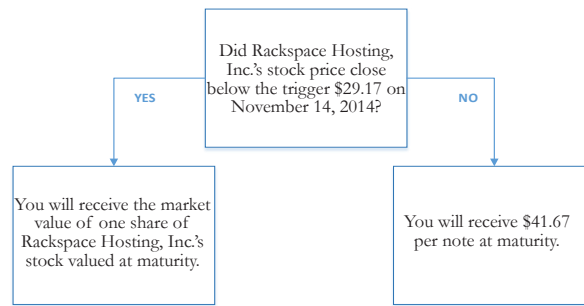 Did Rackspace Hosting,
Inc.'s stock price close
below the trigger $29.17 on
November 14, 2014?
YES
NO
You will receive the market
value of one share of
Rackspace Hosting, Inc.'s
stock valued at maturity.
You will receive $41.67
per note at maturity.